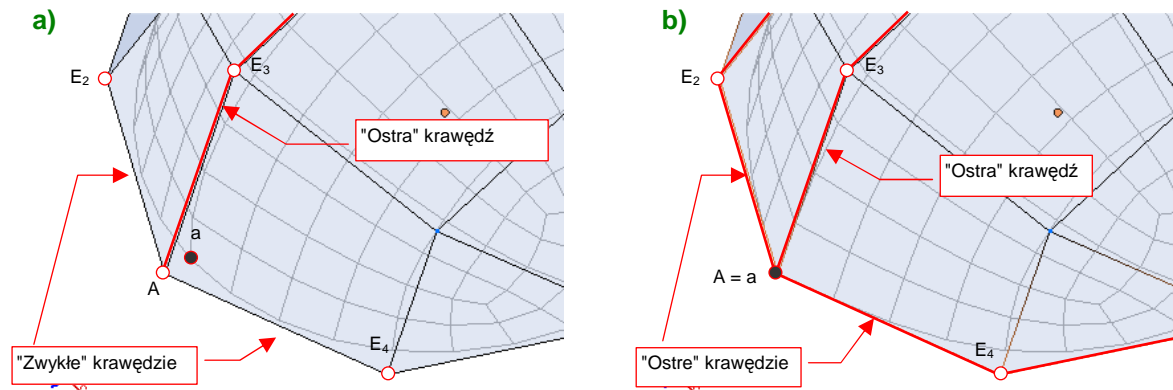 a)
E2
E3
"Ostra" krawędź
a
A
E4
"Zwykłe" krawędzie
b)
E2
E3
"Ostra" krawędź
A = a
E4
"Ostre" krawędzie